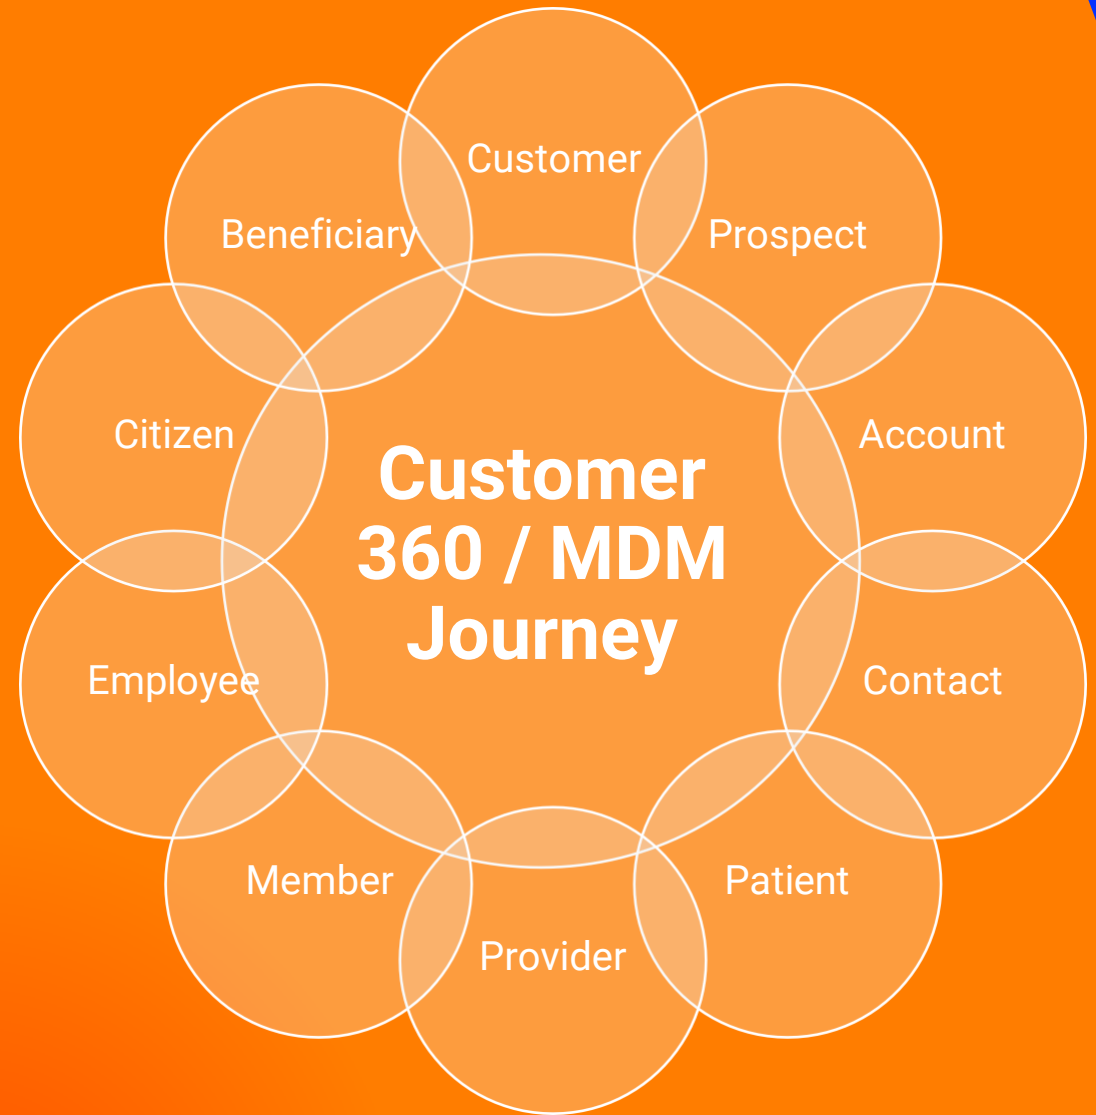 Customer
Beneficiary
Prospect
Citizen
Account
Customer
360 / MDM
Journey
Employee
Contact
Member
Patient
Provider